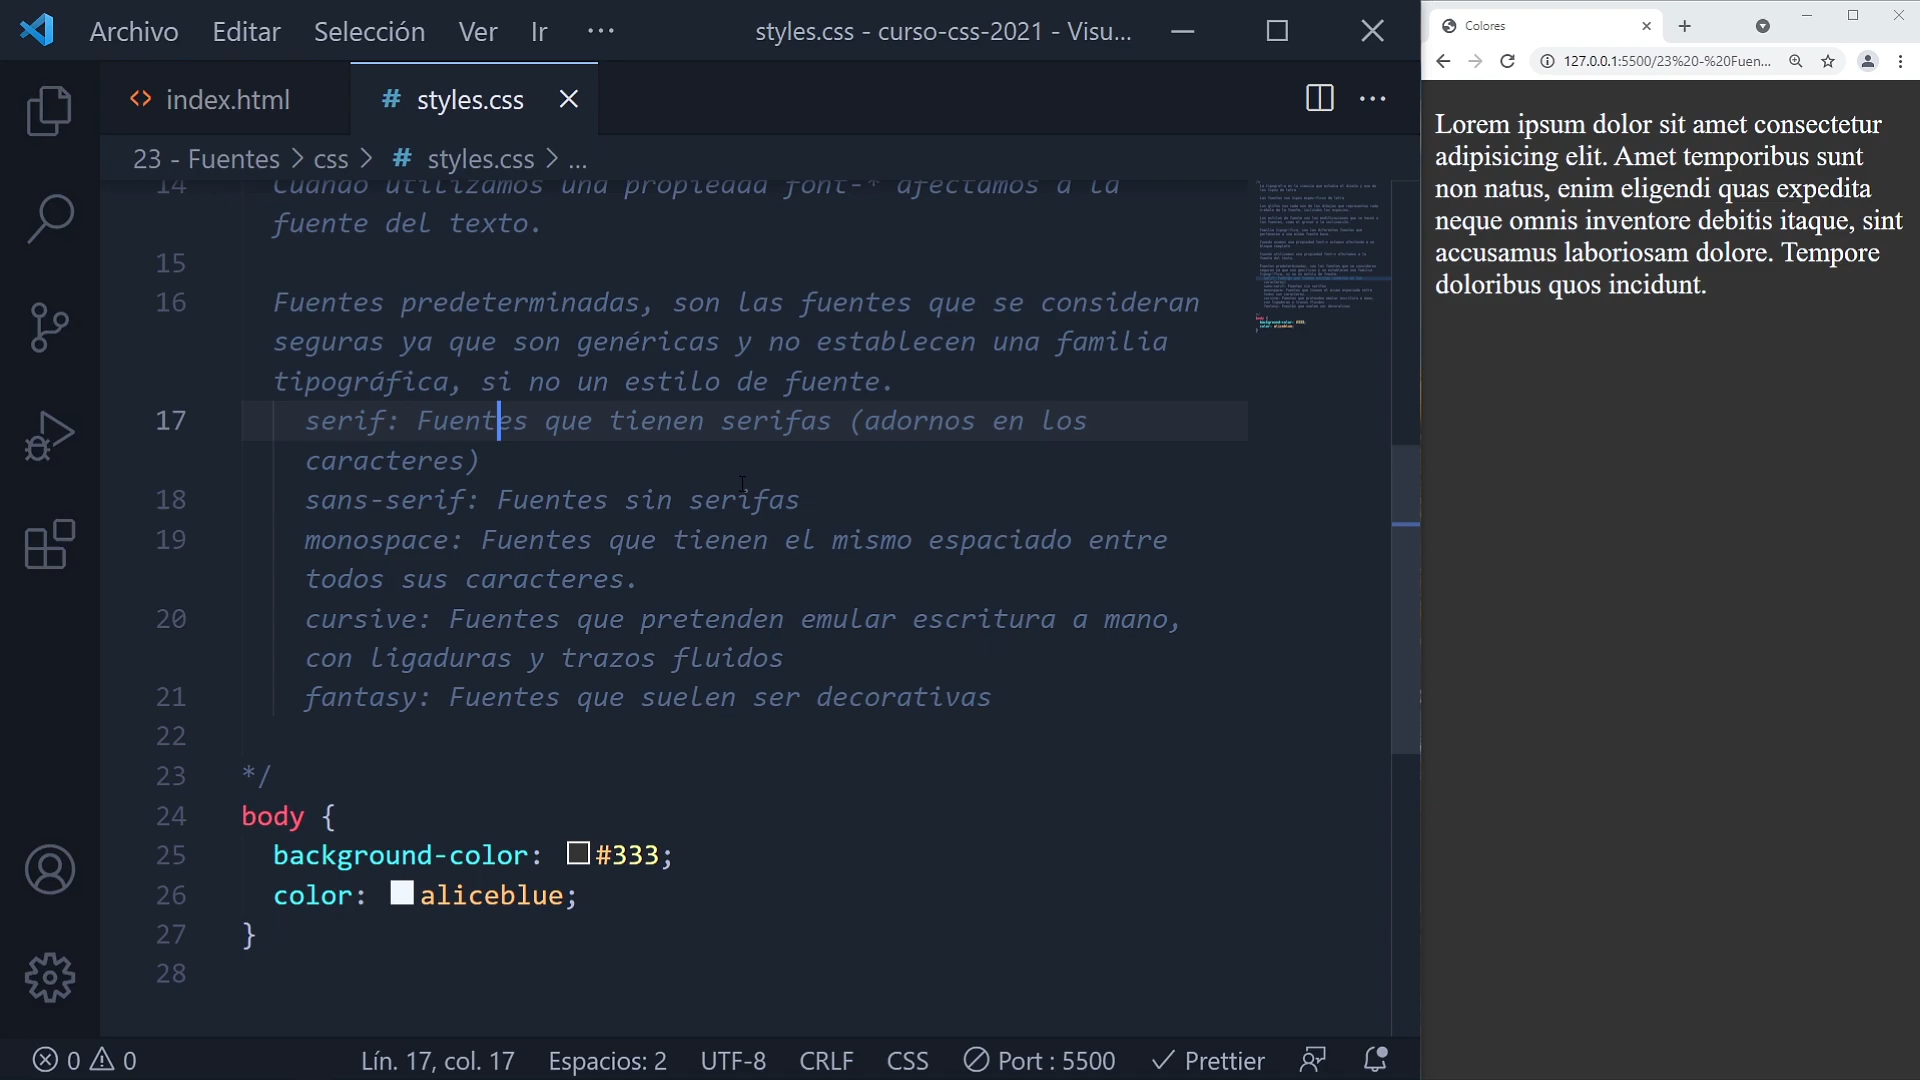 Archivo Editar Selección Ver Ir ··· styles.css - curso-css-2021 - Visu...
index.html # styles.css
23 - Fuentes > css > # styles.css > ...
14 Cuando utilizamos una propiedad font-* afectamos a la
fuente del texto.
15
16 Fuentes predeterminadas, son las fuentes que se consideran
seguras ya que son genéricas y no establecen una familia
tipográfica, si no un estilo de fuente.
17 serif: Fuentes que tienen serifas (adornos en los
caracteres)
18 sans-serif: Fuentes sin serifas
19 monospace: Fuentes que tienen el mismo espaciado entre
todos sus caracteres.
20 cursive: Fuentes que pretenden emular escritura a mano,
con ligaduras y trazos fluidos
21 fantasy: Fuentes que suelen ser decorativas
22
23 */
24 body {
25 background-color: #333;
26 color: aliceblue;
27 }
28
0 0 Lín. 17, col. 17 Espacios: 2 UTF-8 CRLF CSS Port : 5500 Prettier
Colores
127.0.0.1:5500/23%20-%20Fuen...
Lorem ipsum dolor sit amet consectetur
adipisicing elit. Amet temporibus sunt
non natus, enim eligendi quas expedita
neque omnis inventore debitis itaque, sint
accusamus laboriosam dolore. Tempore
doloribus quos incidunt.